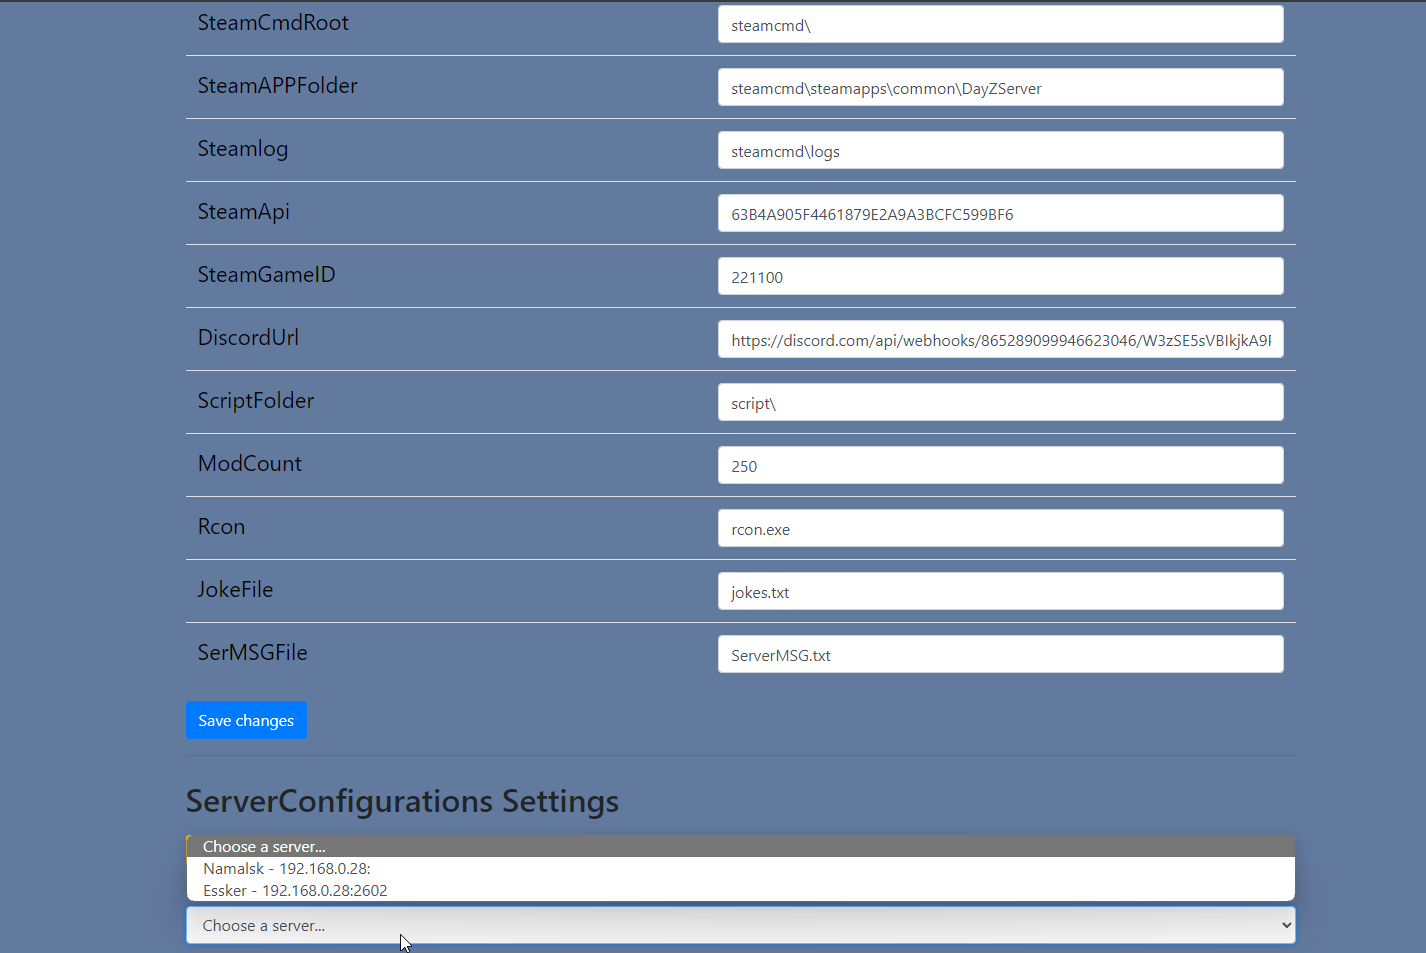 SteamCmdRoot steamcmd\
SteamAPPFolder steamcmd\steamapps\common\DayZServer
Steamlog steamcmd\logs
SteamApi 63B4A905F4461879E2A9A3BCFC599BF6
SteamGameID 221100
DiscordUrl https://discord.com/api/webhooks/865289099946623046/W3zSE5sVBIkjkA9
ScriptFolder script\
ModCount 250
Rcon rcon.exe
JokeFile jokes.txt
SerMSGFile ServerMSG.txt
Save changes
ServerConfigurations Settings
Choose a server...
Namalsk - 192.168.0.28:
Essker - 192.168.0.28:2602
Choose a server...